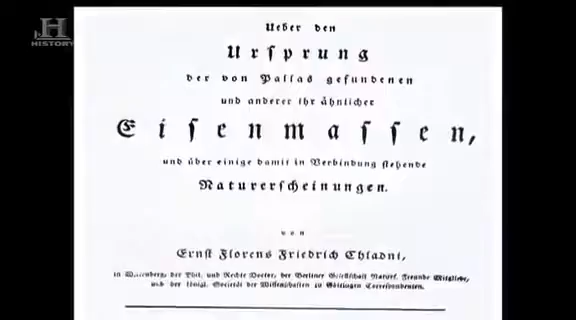 HISTORY
Ueber den
Urſprung
der von Pallas gefundenen
und anderer ihr ähnlicher
Eiſenmaſſen,
und über einige damit in Verbindung ſtehende
Naturerſcheinungen.
von
Ernſt Florens Friedrich Chladni,
in Wittenberg, der Phil. und Rechte Doctor, der Berliner Geſellſchaft Naturf. Freunde Mitgliede,
und der Königl. Societät der Wiſſenſchaften zu Göttingen Correſpondenten.